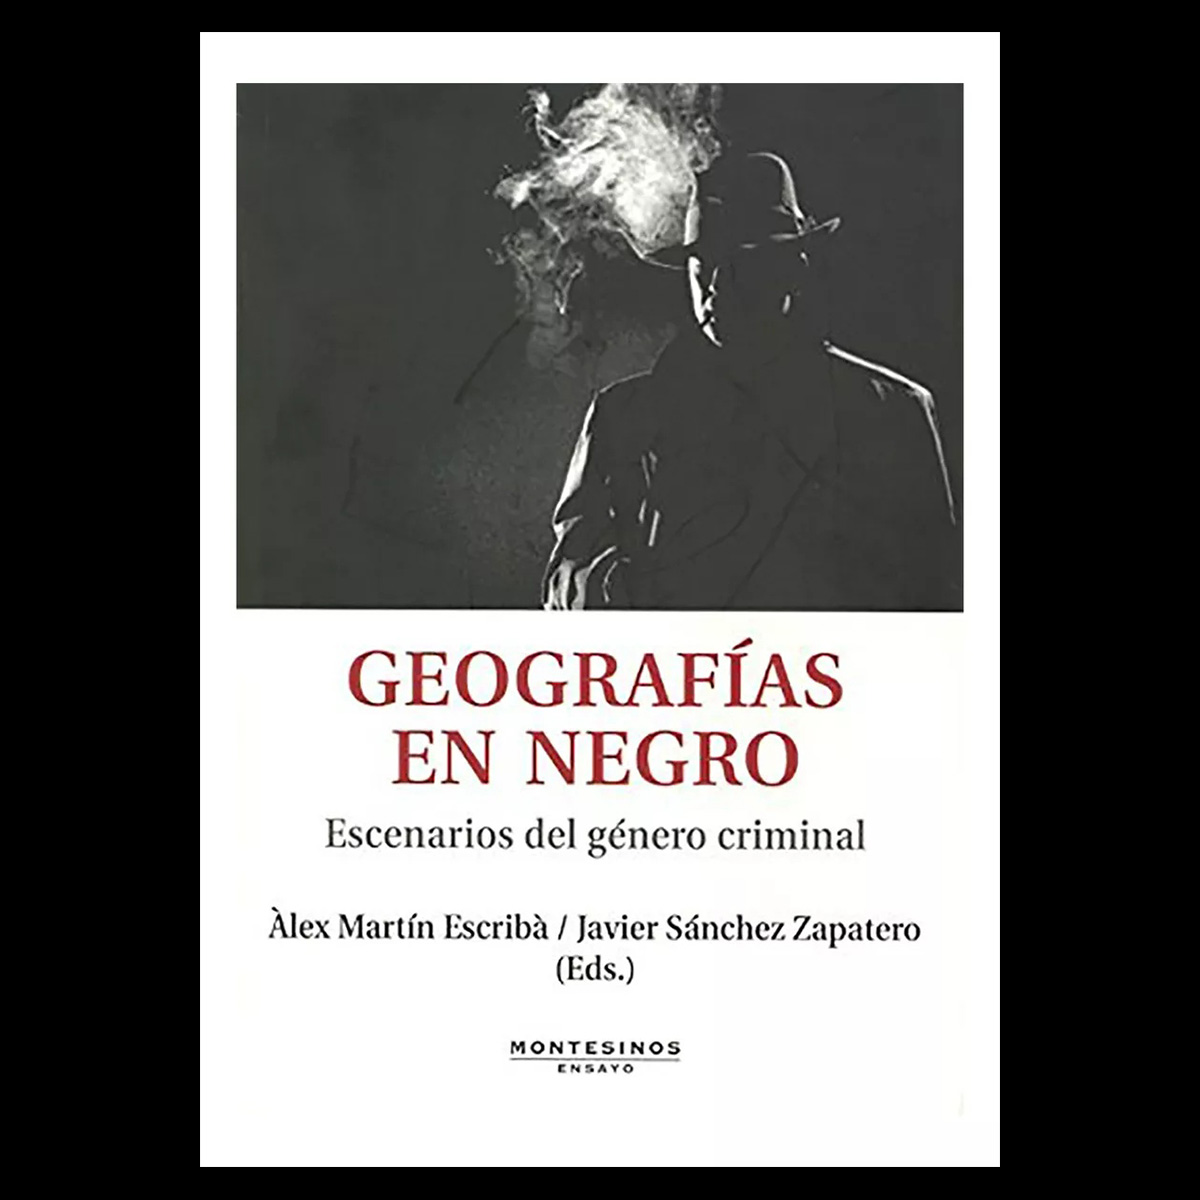 GEOGRAFÍAS
EN NEGRO
Escenarios del género criminal
Àlex Martín Escribà / Javier Sánchez Zapatero
(Eds.)
MONTESINOS
ENSAYO